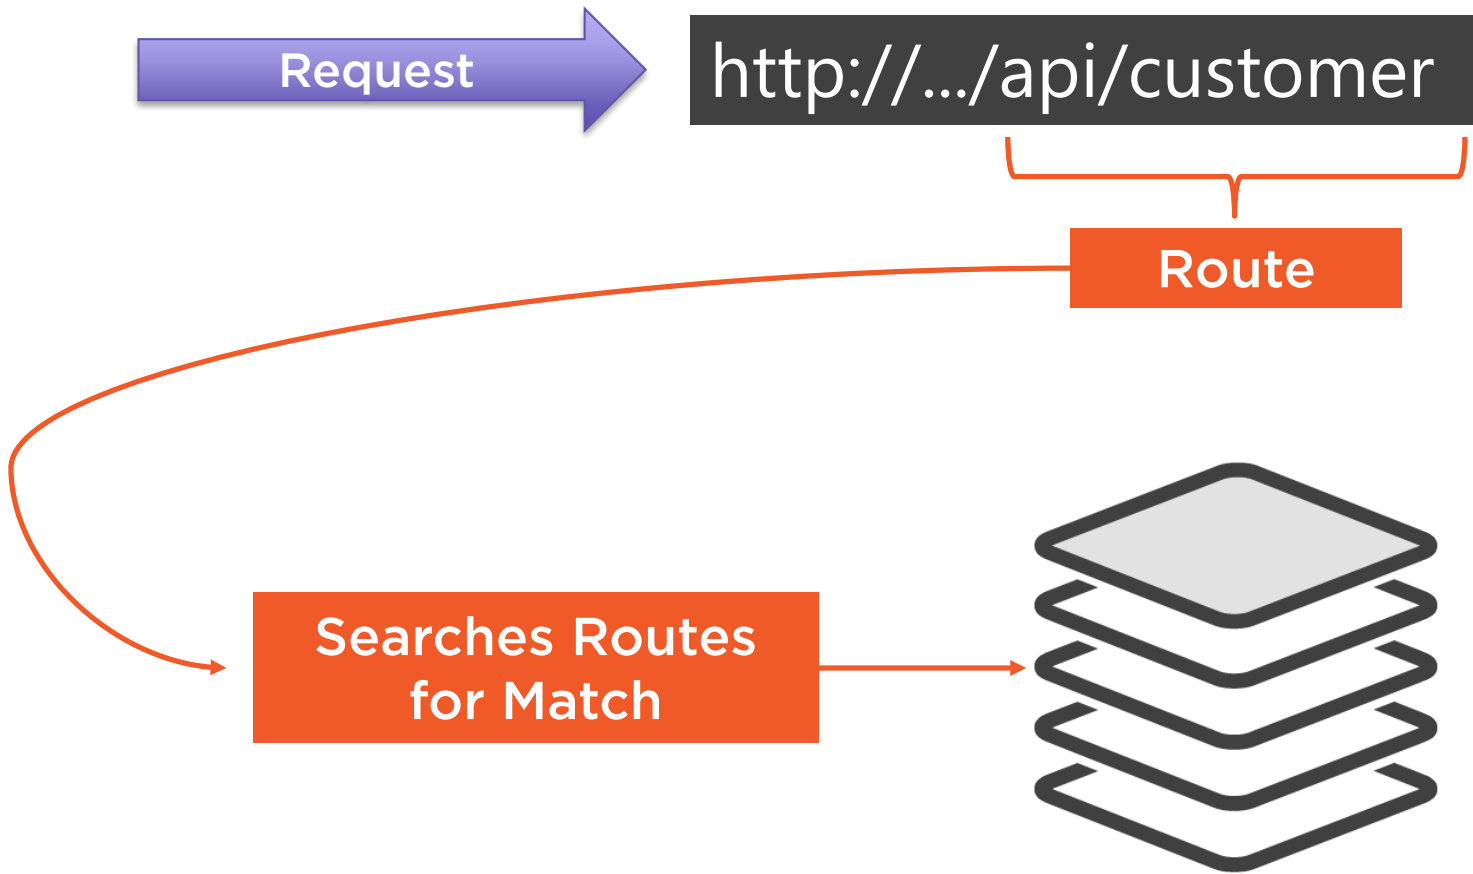 Request
http://.../api/customer
Route
Searches Routes
for Match